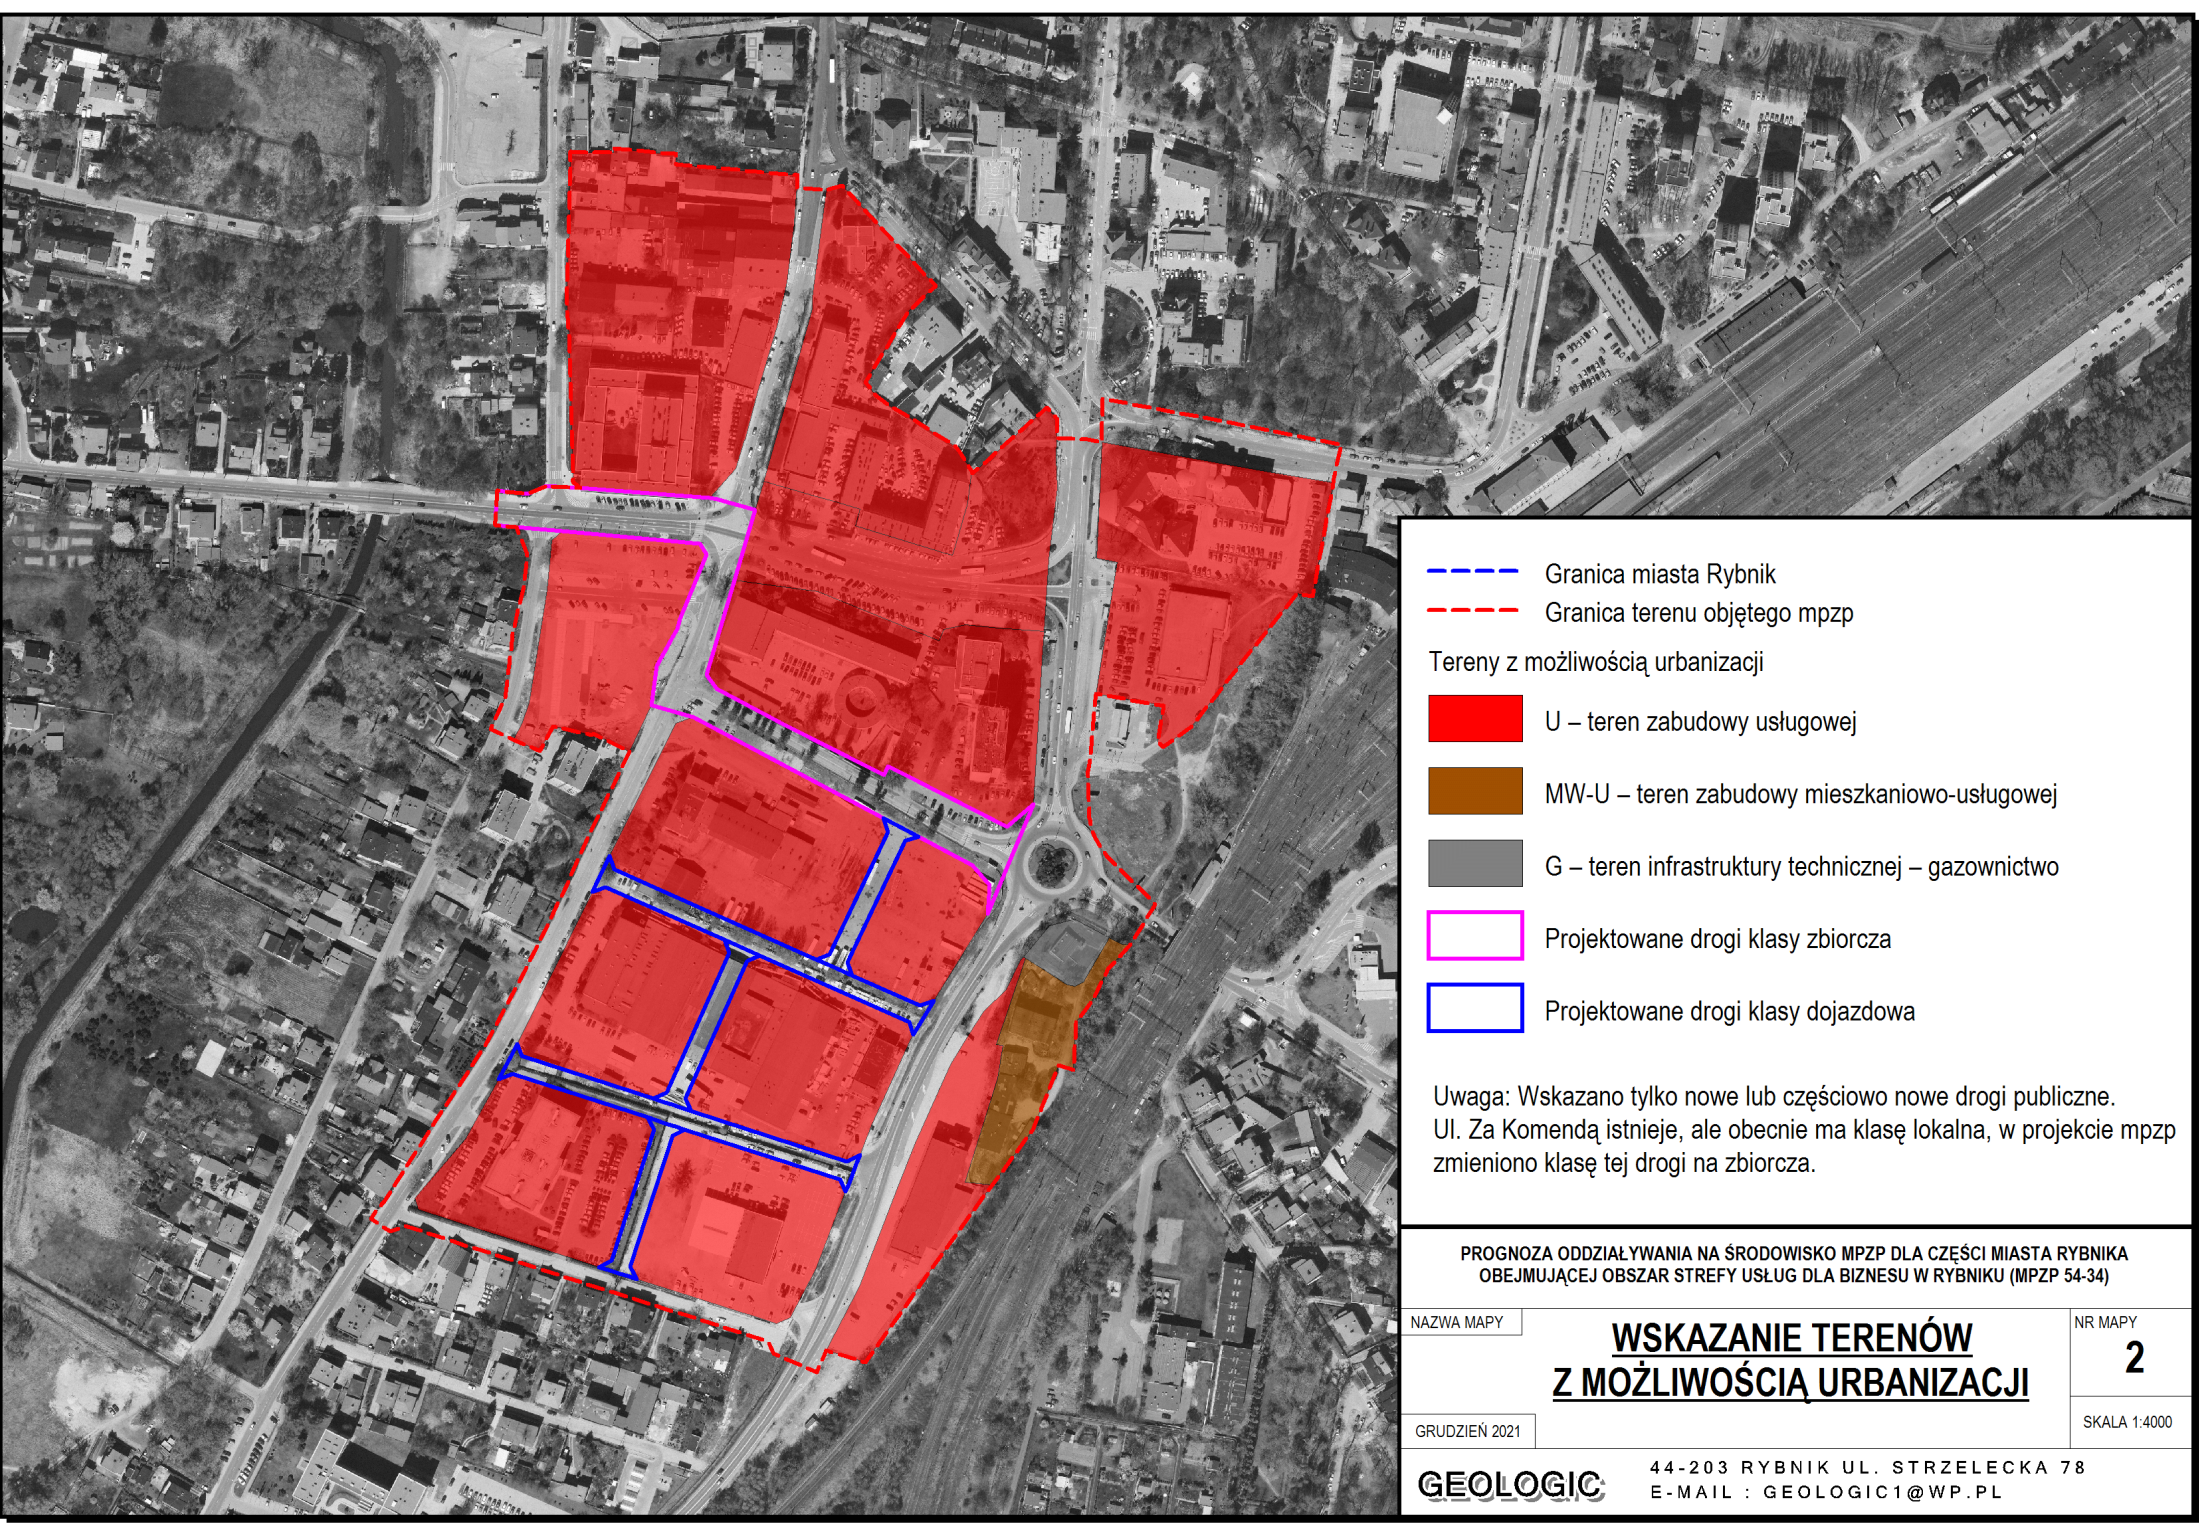 Granica miasta Rybnik
Granica terenu objętego mpzp
Tereny z możliwością urbanizacji
U – teren zabudowy usługowej
MW-U – teren zabudowy mieszkaniowo-usługowej
G – teren infrastruktury technicznej – gazownictwo
Projektowane drogi klasy zbiorcza
Projektowane drogi klasy dojazdowa
Uwaga: Wskazano tylko nowe lub częściowo nowe drogi publiczne.
Ul. Za Komendą istnieje, ale obecnie ma klasę lokalna, w projekcie mpzp
zmieniono klasę tej drogi na zbiorcza.
PROGNOZA ODDZIAŁYWANIA NA ŚRODOWISKO MPZP DLA CZĘŚCI MIASTA RYBNIKA
OBEJMUJĄCEJ OBSZAR STREFY USŁUG DLA BIZNESU W RYBNIKU (MPZP 54-34)
NAZWA MAPY
WSKAZANIE TERENÓW
Z MOŻLIWOŚCIĄ URBANIZACJI
NR MAPY
2
SKALA 1:4000
GRUDZIEŃ 2021
GEOLOGIC
44-203 RYBNIK UL. STRZELECKA 78
E-MAIL : GEOLOGIC1@WP.PL